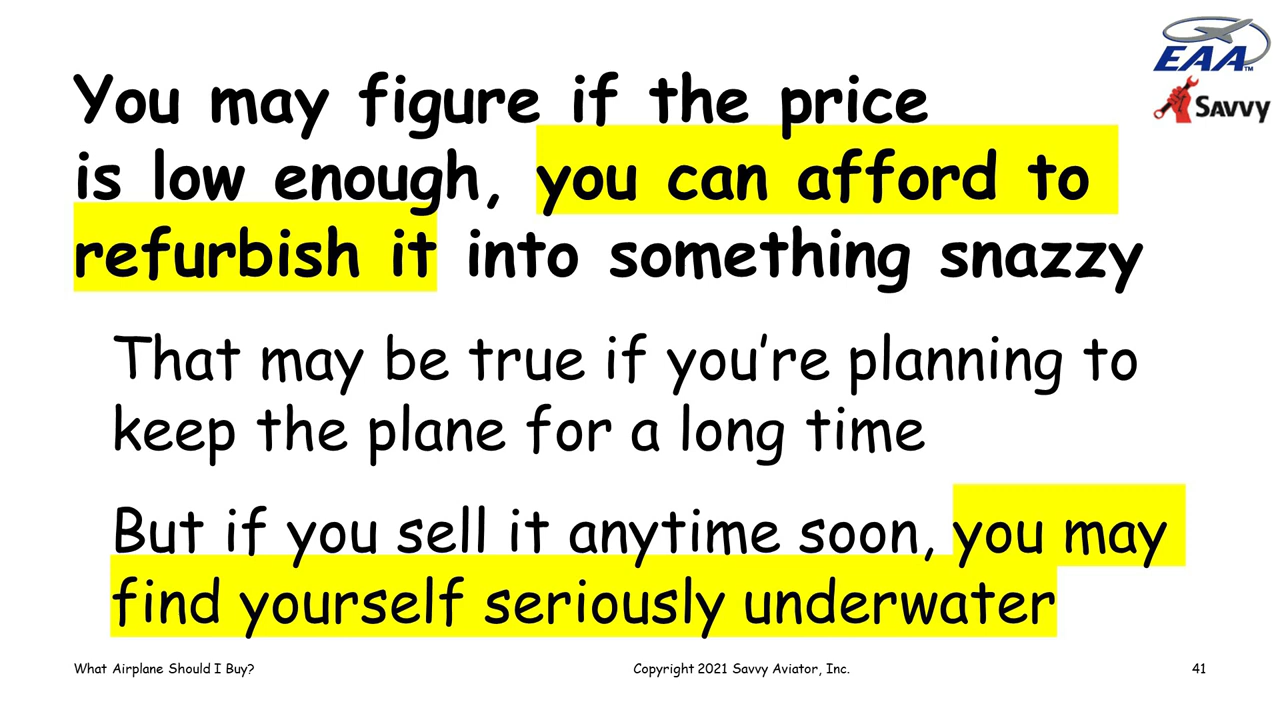 EAA™
Savvy
You may figure if the price
is low enough, you can afford to
refurbish it into something snazzy
That may be true if you’re planning to
keep the plane for a long time
But if you sell it anytime soon, you may
find yourself seriously underwater
What Airplane Should I Buy? Copyright 2021 Savvy Aviator, Inc. 41